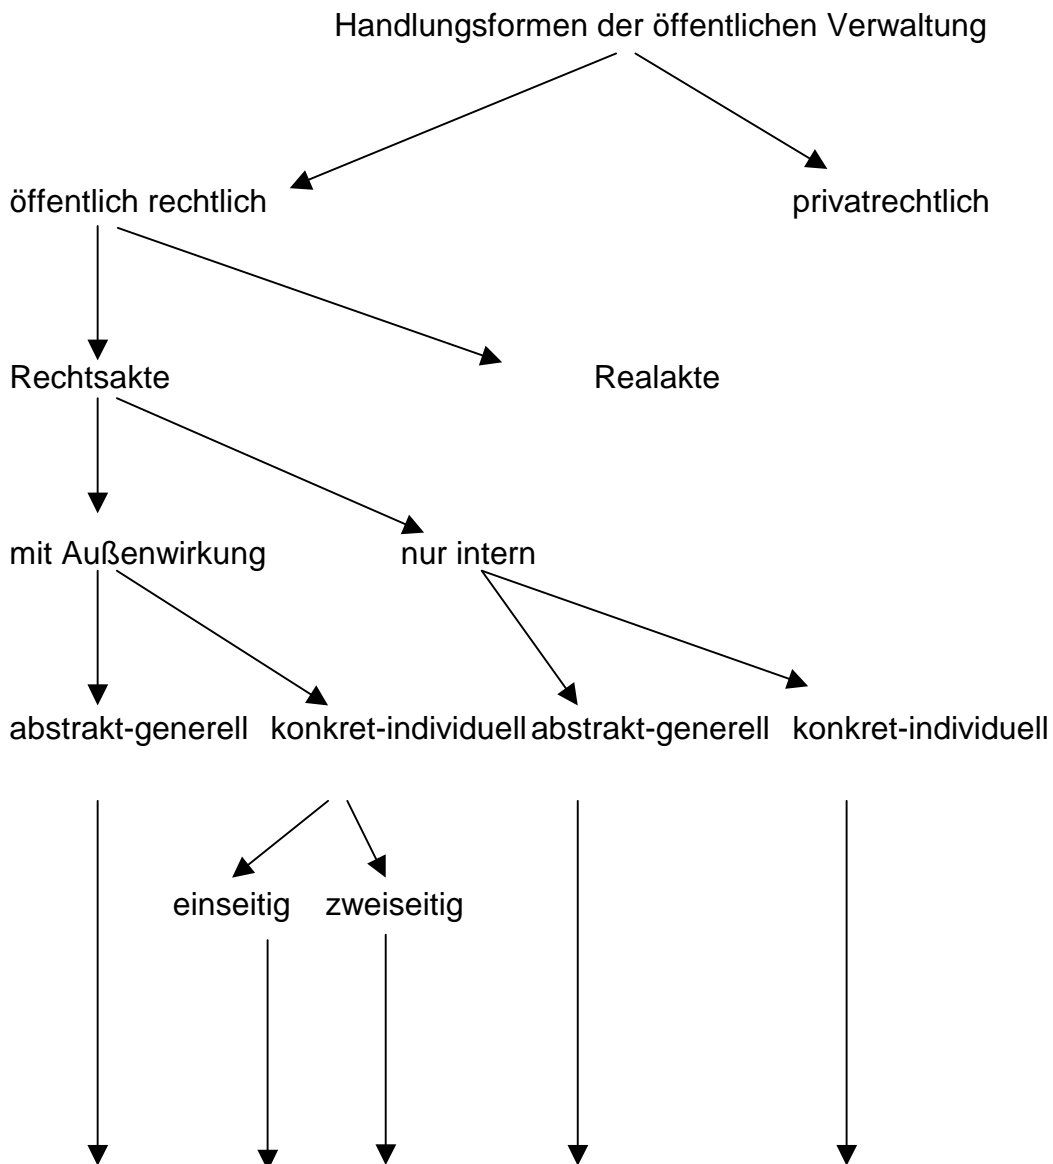 Handlungsformen der öffentlichen Verwaltung
öffentlich rechtlich privatrechtlich
Rechtsakte Realakte
mit Außenwirkung nur intern
abstrakt-generell konkret-individuell abstrakt-generell konkret-individuell
einseitig zweiseitig